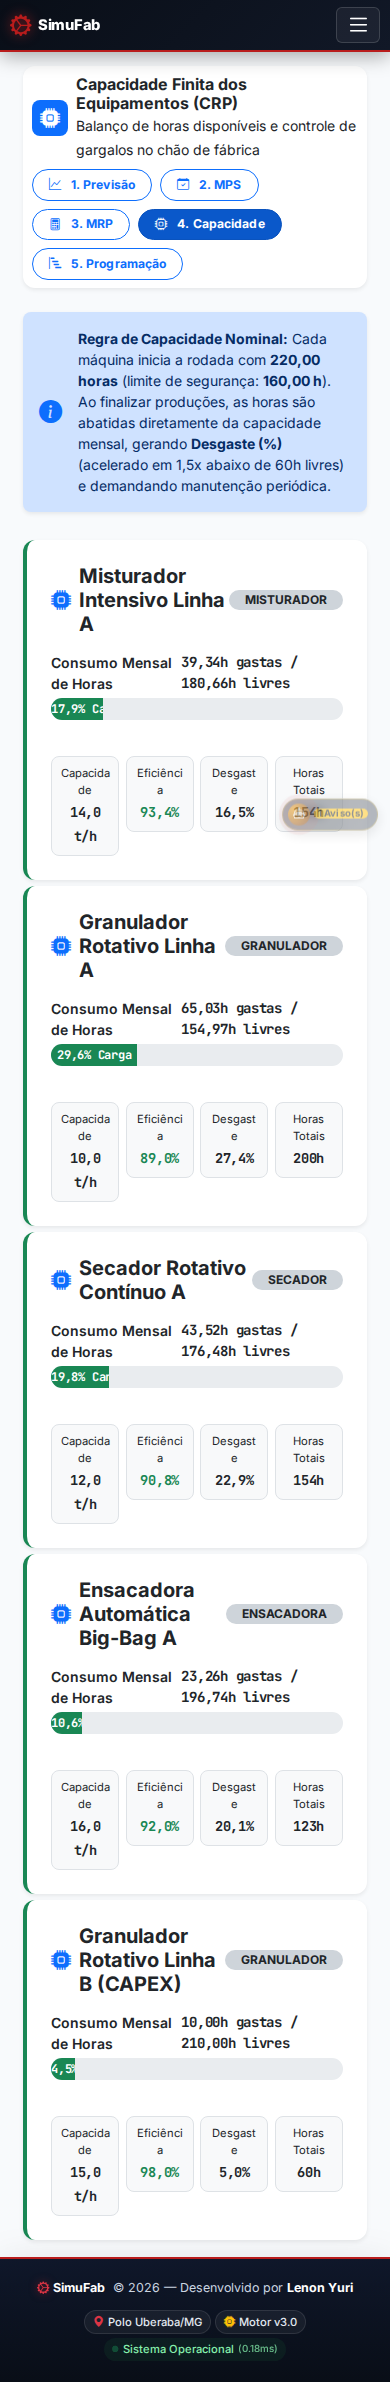 SimuFab
Capacidade Finita dos
Equipamentos (CRP)
Balanço de horas disponíveis e controle de
gargalos no chão de fábrica
1. Previsão
2. MPS
3. MRP
4. Capacidade
5. Programação
Regra de Capacidade Nominal: Cada
máquina inicia a rodada com 220,00
horas (limite de segurança: 160,00 h).
Ao finalizar produções, as horas são
abatidas diretamente da capacidade
mensal, gerando Desgaste (%)
(acelerado em 1,5x abaixo de 60h livres)
e demandando manutenção periódica.
Misturador
Intensivo Linha
A
MISTURADOR
Consumo Mensal
de Horas
39,34h gastas /
180,66h livres
17,9% Ca
Capacida
de
14,0
t/h
Eficiênci
a
93,4%
Desgast
e
16,5%
Horas
Totais
154h
1Aviso(s)
Granulador
Rotativo Linha
A
GRANULADOR
Consumo Mensal
de Horas
65,03h gastas /
154,97h livres
29,6% Carga
Capacida
de
10,0
t/h
Eficiênci
a
89,0%
Desgast
e
27,4%
Horas
Totais
200h
Secador Rotativo
Contínuo A
SECADOR
Consumo Mensal
de Horas
43,52h gastas /
176,48h livres
19,8% Car
Capacida
de
12,0
t/h
Eficiênci
a
90,8%
Desgast
e
22,9%
Horas
Totais
154h
Ensacadora
Automática
Big-Bag A
ENSACADORA
Consumo Mensal
de Horas
23,26h gastas /
196,74h livres
10,6%
Capacida
de
16,0
t/h
Eficiênci
a
92,0%
Desgast
e
20,1%
Horas
Totais
123h
Granulador
Rotativo Linha
B (CAPEX)
GRANULADOR
Consumo Mensal
de Horas
10,00h gastas /
210,00h livres
4,5%
Capacida
de
15,0
t/h
Eficiênci
a
98,0%
Desgast
e
5,0%
Horas
Totais
60h
SimuFab © 2026 — Desenvolvido por Lenon Yuri
Polo Uberaba/MG
Motor v3.0
Sistema Operacional (0.18ms)